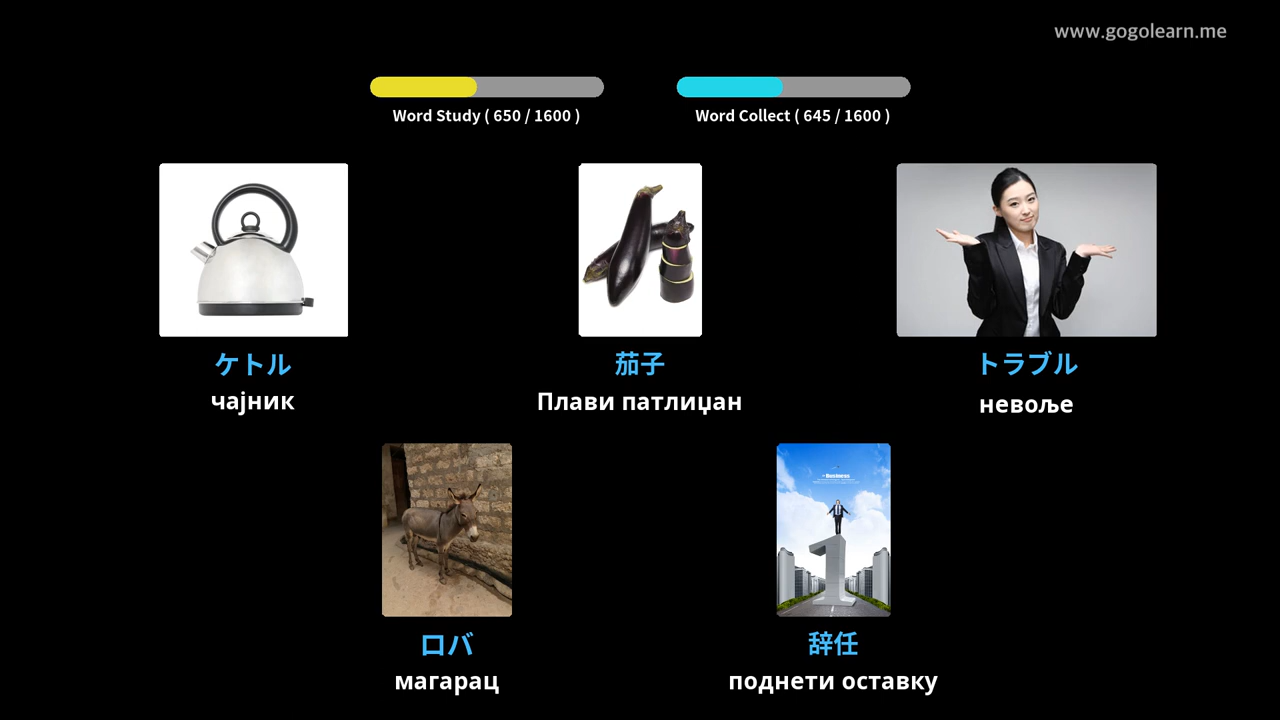 www.gogolearn.me
Word Study ( 650 / 1600 )
Word Collect ( 645 / 1600 )
ケトル
чајник
茄子
Плави патлиџан
トラブル
невоље
Business
ロバ
магарац
辞任
поднети оставку